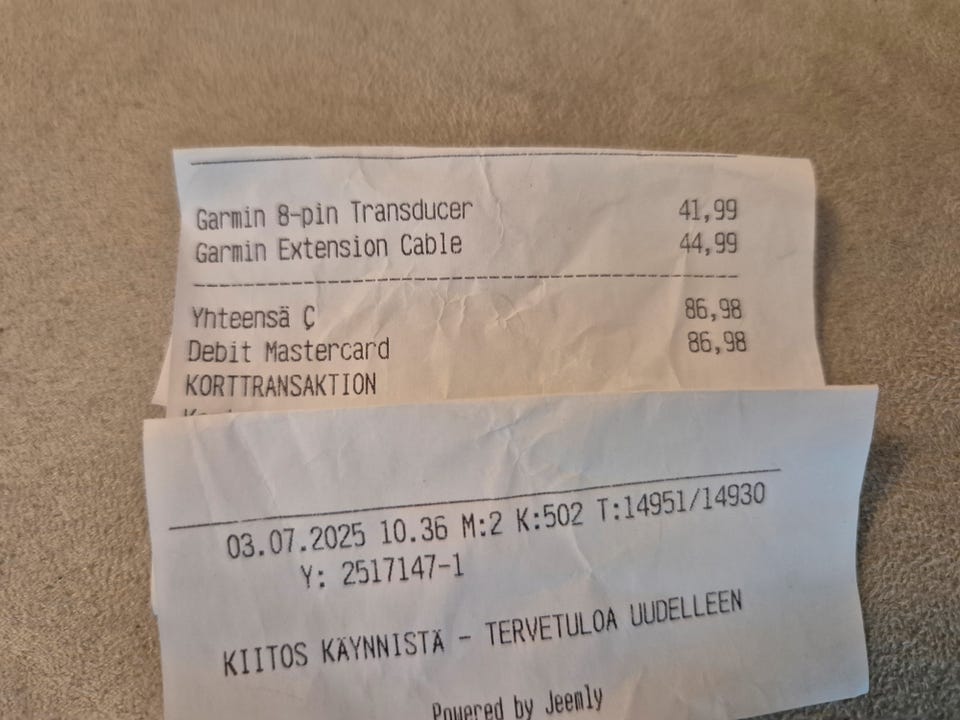 Garmin 8-pin Transducer 41,99
Garmin Extension Cable 44,99
Yhteensä Ç 86,98
Debit Mastercard 86,98
KORTTRANSAKTION
03.07.2025 10.36 M:2 K:502 T:14951/14930
Y: 2517147-1
KIITOS KÄYNNISTÄ - TERVETULOA UUDELLEEN
Powered by Jeemly